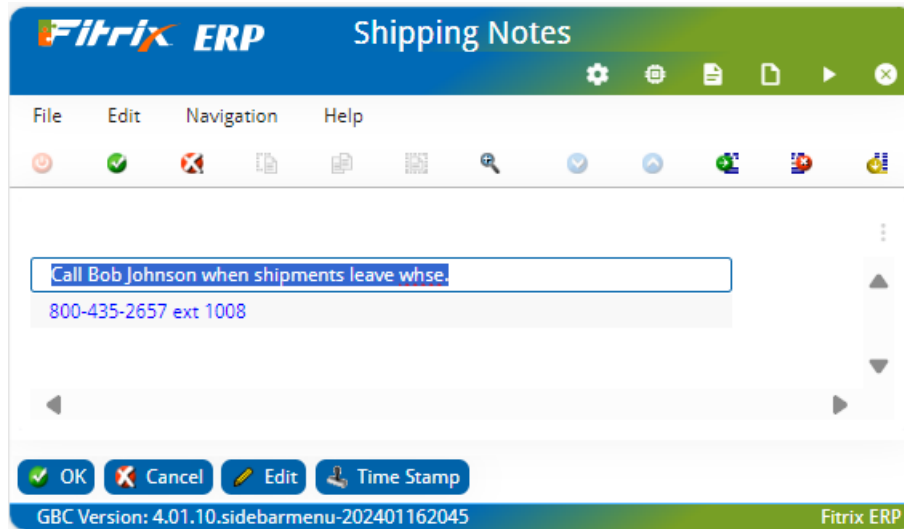 Fitrix ERP Shipping Notes
File Edit Navigation Help
Call Bob Johnson when shipments leave whse.
800-435-2657 ext 1008
OK Cancel Edit Time Stamp
GBC Version: 4.01.10.sidebarmenu-202401162045 Fitrix ERP